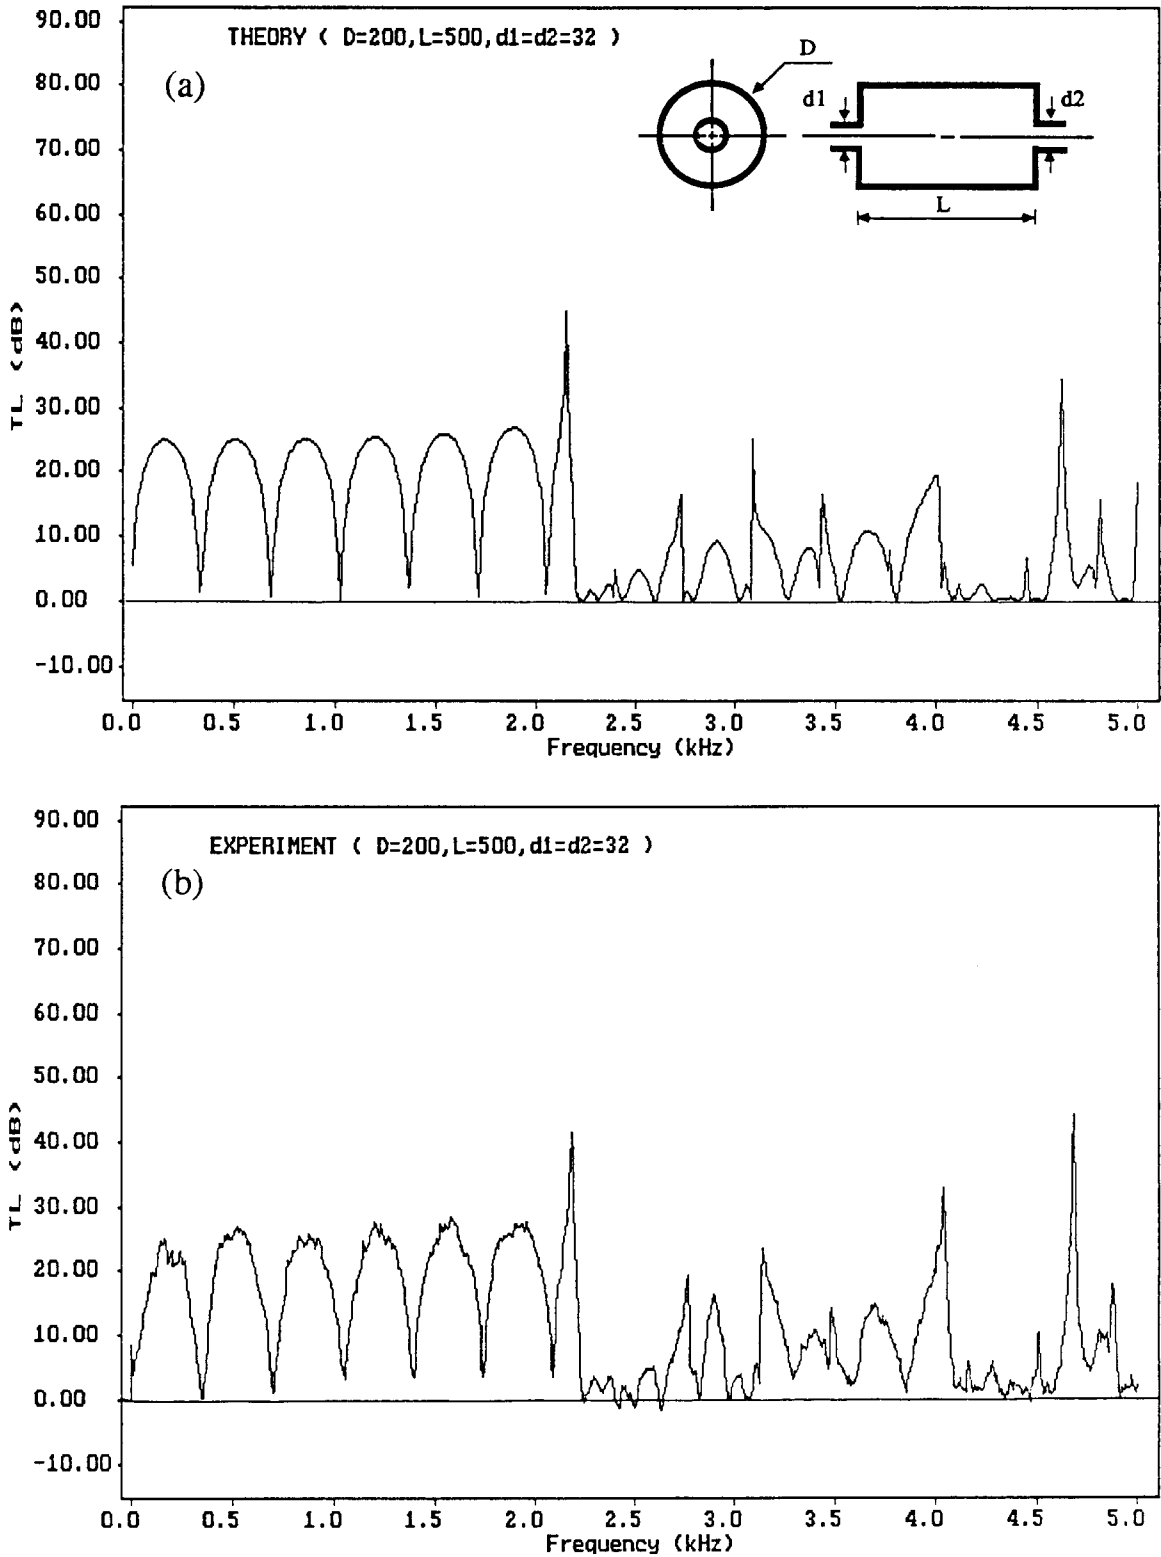 90.00
THEORY ( D=200,L=500,d1=d2=32 )
(a)
D
80.00
d1
d2
70.00
60.00
L
50.00
40.00
30.00
20.00
10.00
0.00
-10.00
TL (dB)
0.0 0.5 1.0 1.5 2.0 2.5 3.0 3.5 4.0 4.5 5.0
Frequency (kHz)
90.00
EXPERIMENT ( D=200,L=500,d1=d2=32 )
(b)
80.00
70.00
60.00
50.00
40.00
30.00
20.00
10.00
0.00
-10.00
TL (dB)
0.0 0.5 1.0 1.5 2.0 2.5 3.0 3.5 4.0 4.5 5.0
Frequency (kHz)